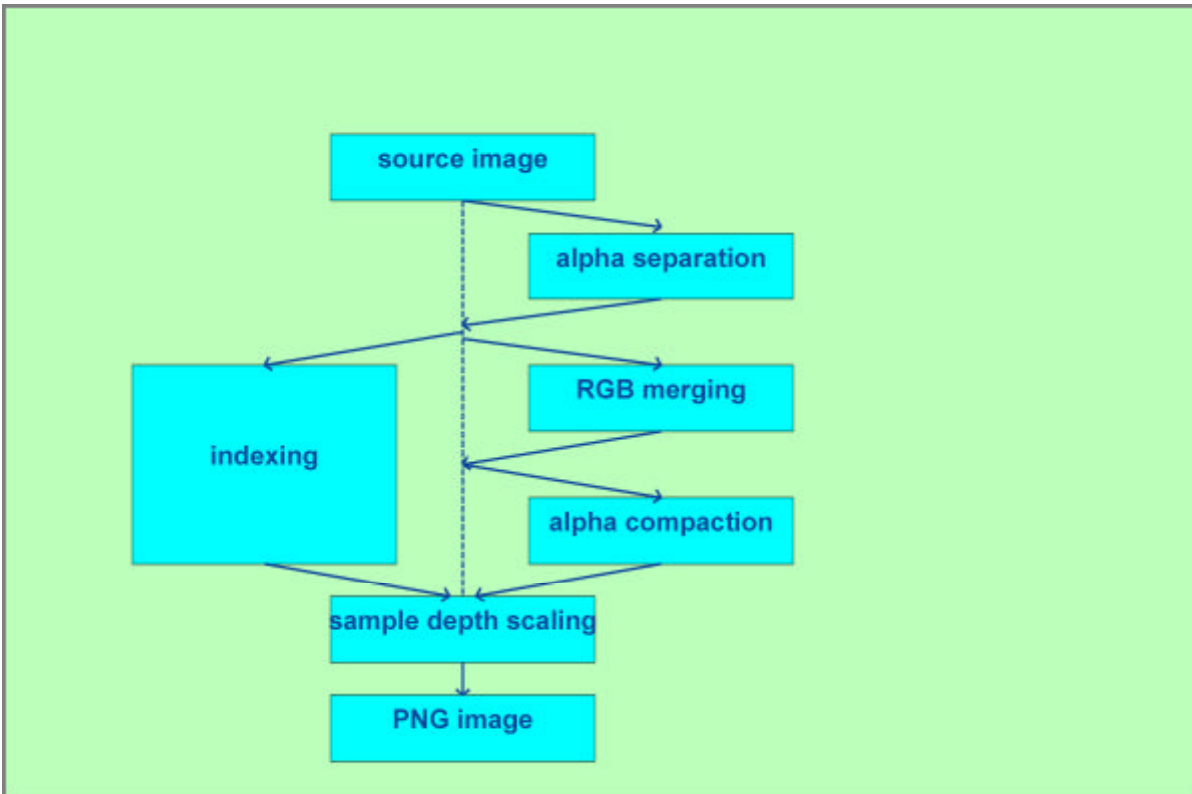 source image
alpha separation
RGB merging
indexing
alpha compaction
sample depth scaling
PNG image